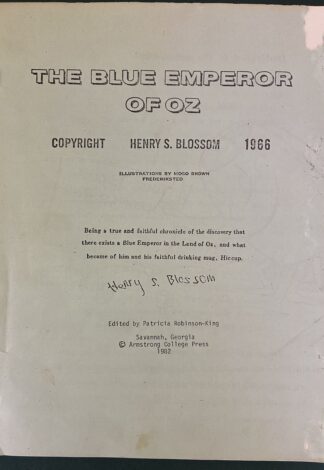 THE BLUE EMPEROR
OF OZ
COPYRIGHT HENRY S. BLOSSOM 1966
ILLUSTRATIONS BY HOGO BROWN
FREDERIKSTED
Being a true and faithful chronicle of the discovery that
there exists a Blue Emperor in the Land of Oz, and what
became of him and his faithful drinking mug, Hiccup.
Henry S. Blossom
Edited by Patricia Robinson-King
Savannah, Georgia
© Armstrong College Press
1982